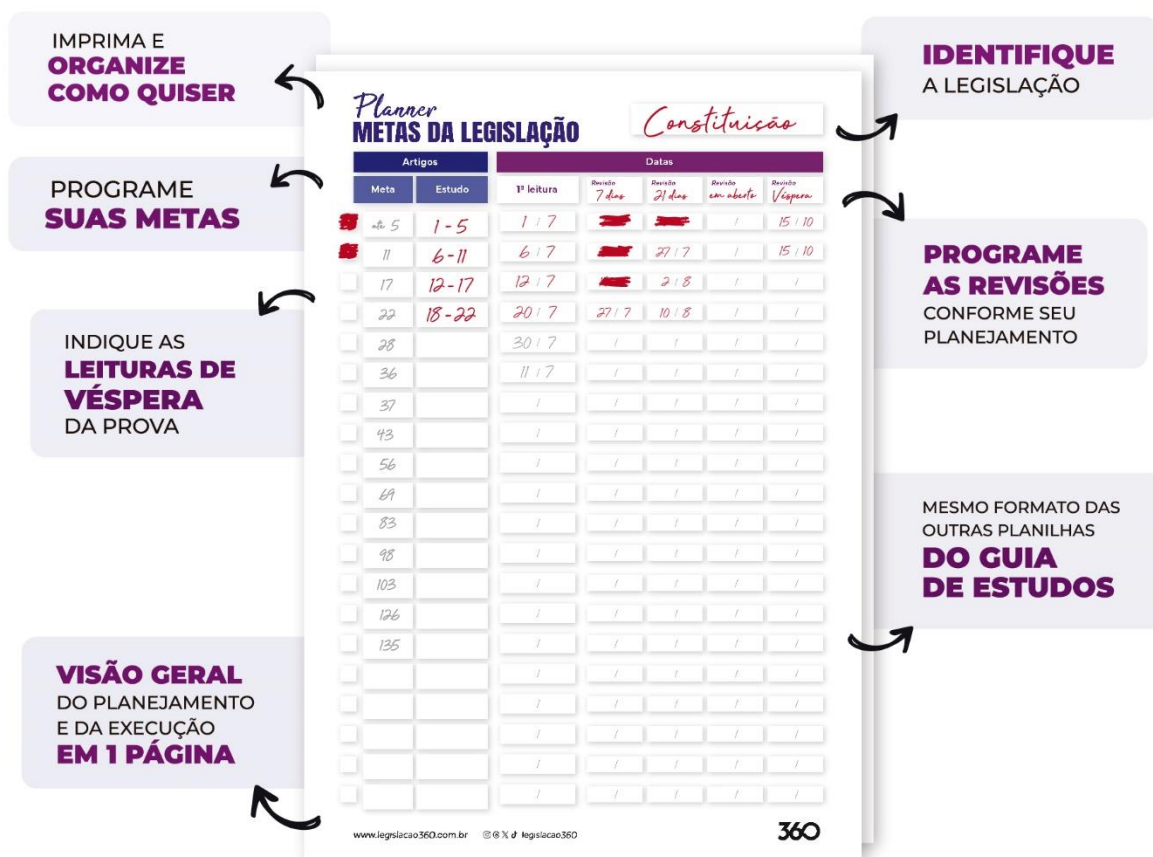 IMPRIMA E
ORGANIZE
COMO QUISER
PROGRAME
SUAS METAS
INDIQUE AS
LEITURAS DE
VÉSPERA
DA PROVA
VISÃO GERAL
DO PLANEJAMENTO
E DA EXECUÇÃO
EM 1 PÁGINA
Planner
METAS DA LEGISLAÇÃO
Constituição
Artigos Datas
Meta Estudo 1ª leitura Revisão 7 dias Revisão 21 dias Revisão em aberto Revisão Véspera
até 5 1-5 1 / 7 / 15 / 10
11 6-11 6 / 7 27 / 7 / 15 / 10
17 12-17 12 / 7 2 / 8 / /
22 18-22 20 / 7 27 / 7 10 / 8 / /
28 30 / 7 / / / /
36 11 / 7 / / / /
37 / / / / /
43 / / / / /
56 / / / / /
69 / / / / /
83 / / / / /
98 / / / / /
103 / / / / /
126 / / / / /
135 / / / / /
/ / / / /
/ / / / /
/ / / / /
/ / / / /
/ / / / /
www.legislacao360.com.br legislacao360
360
IDENTIFIQUE
A LEGISLAÇÃO
PROGRAME
AS REVISÕES
CONFORME SEU
PLANEJAMENTO
MESMO FORMATO DAS
OUTRAS PLANILHAS
DO GUIA
DE ESTUDOS